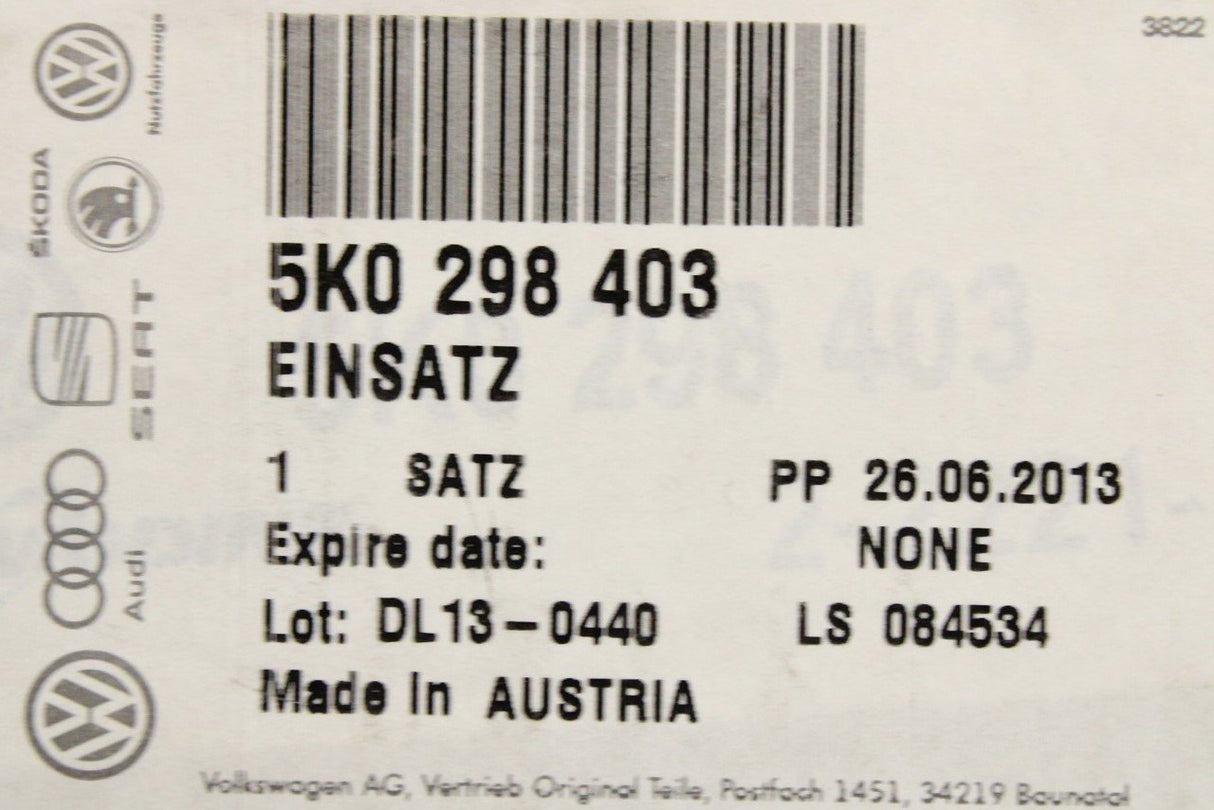 3822
Nutzfahrzeuge
ŠKODA
SEAT
Audi
5K0 298 403
EINSATZ
1 SATZ PP 26.06.2013
Expire date: NONE
Lot: DL13-0440 LS 084534
Made In AUSTRIA
Volkswagen AG, Vertrieb Original Teile, Postfach 1451, 34219 Baunatal